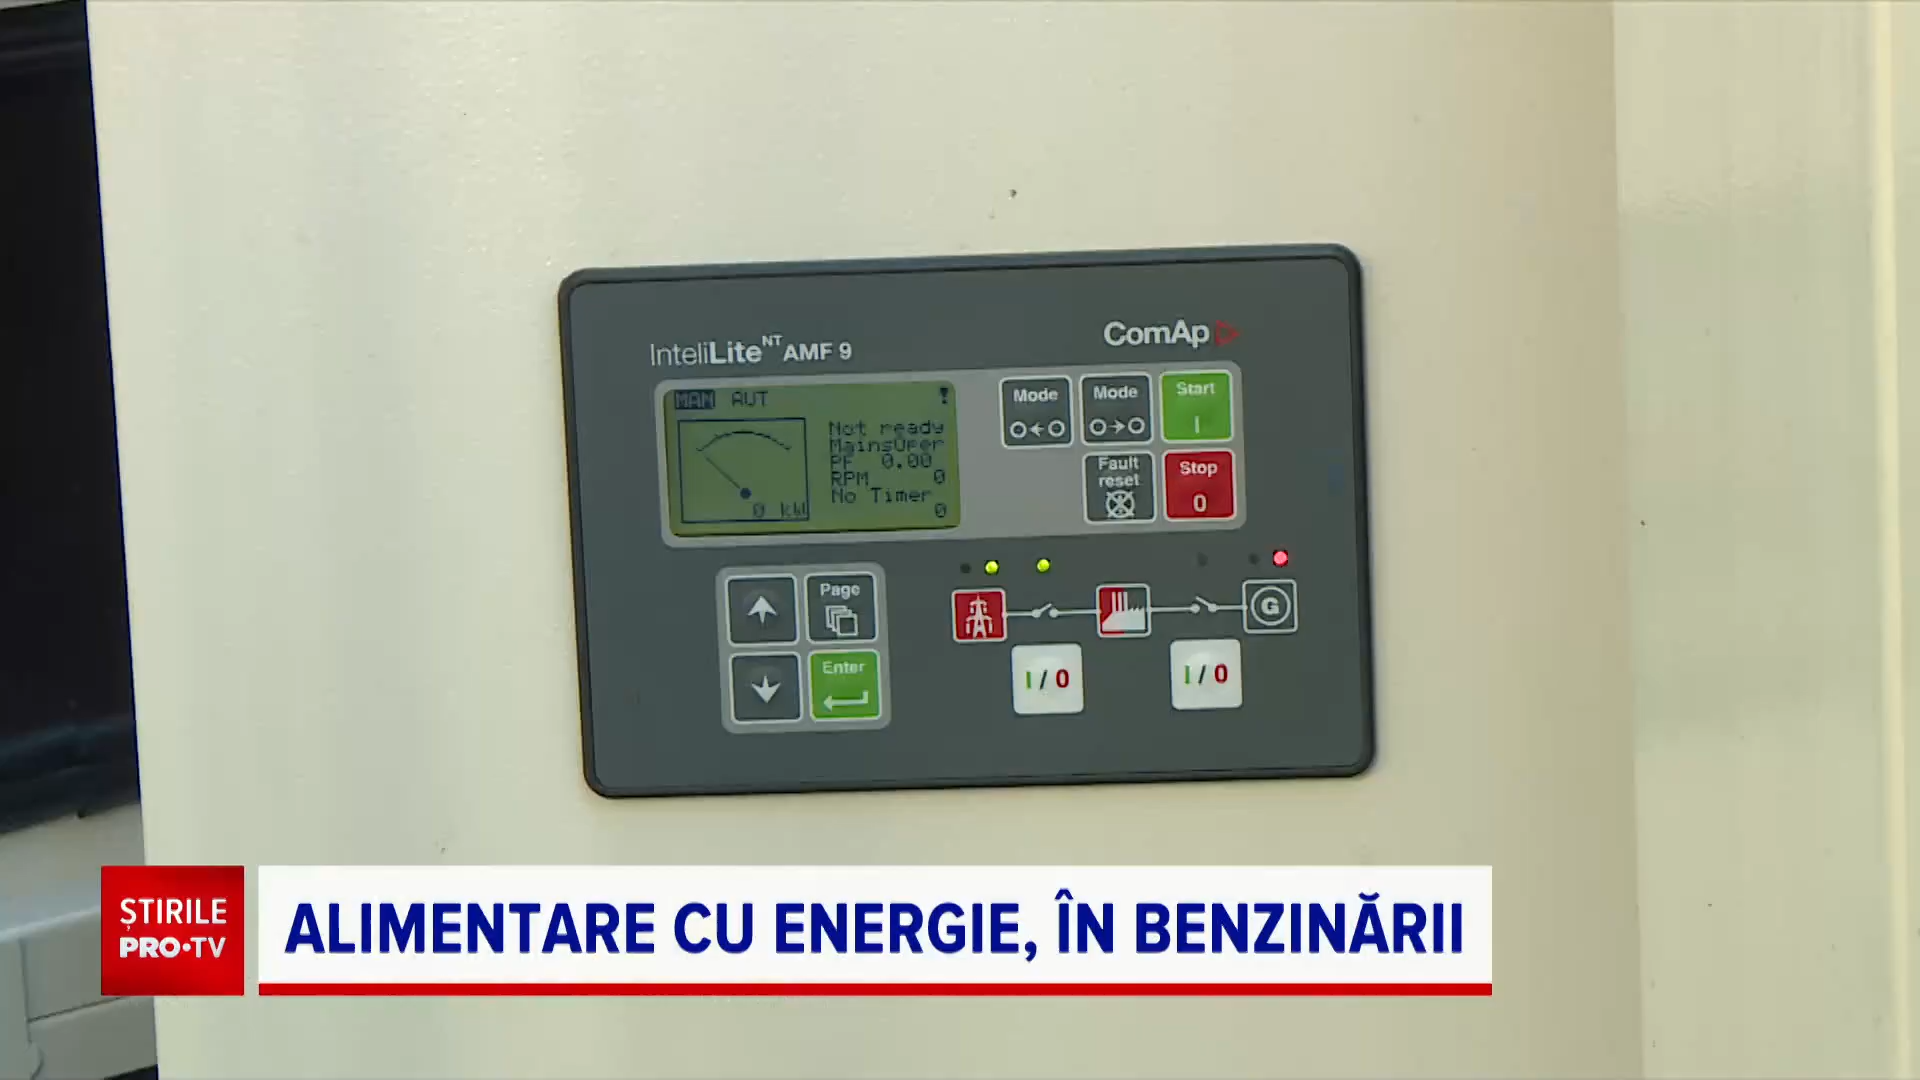 InteliLite NT AMF 9
ComAp
MAN AUT
Not ready
MainsOper
PF 0.00
RPM 0
No Timer
0
0 kW
Mode
Mode
Start
I
Fault
reset
Stop
0
Page
Enter
G
I / 0
I / 0
ȘTIRILE
PRO•TV
ALIMENTARE CU ENERGIE, ÎN BENZINĂRII